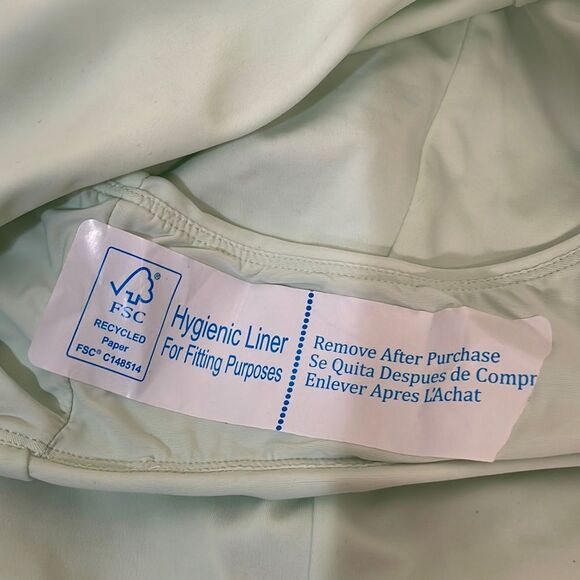 FSC
RECYCLED
Paper
FSC® C148514
Hygienic Liner
For Fitting Purposes
Remove After Purchase
Se Quita Despues de Compr
Enlever Apres L'Achat